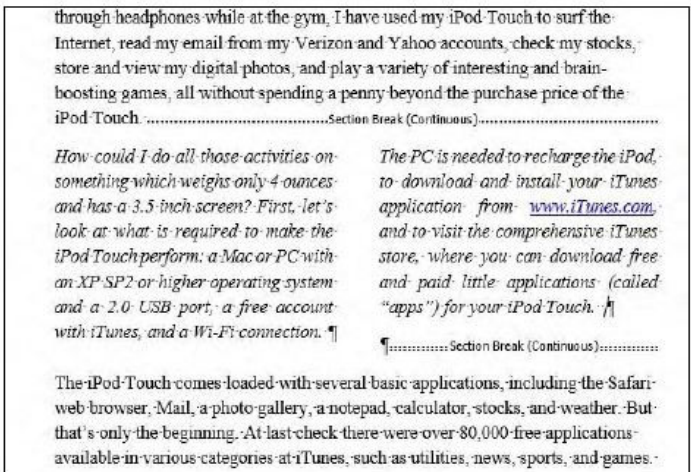 through headphones while at the gym, I have used my iPod Touch to surf the
Internet, read my email from my Verizon and Yahoo accounts, check my stocks,
store and view my digital photos, and play a variety of interesting and brain-
boosting games, all without spending a penny beyond the purchase price of the
iPod Touch. Section Break (Continuous)
How could I do all those activities on
something which weighs only 4 ounces
and has a 3.5 inch screen? First, let's
look at what is required to make the
iPod Touch perform: a Mac or PC with
an XP SP2 or higher operating system
and a 2.0 USB port, a free account
with iTunes, and a Wi-Fi connection. ¶
The PC is needed to recharge the iPod,
to download and install your iTunes
application from www.iTunes.com,
and to visit the comprehensive iTunes
store, where you can download free
and paid little applications (called
"apps") for your iPod Touch. ¶
¶ Section Break (Continuous)
The iPod Touch comes loaded with several basic applications, including the Safari
web browser, Mail, a photo gallery, a notepad, calculator, stocks, and weather. But
that's only the beginning. At last check there were over 80,000 free applications
available in various categories at iTunes, such as utilities, news, sports, and games.